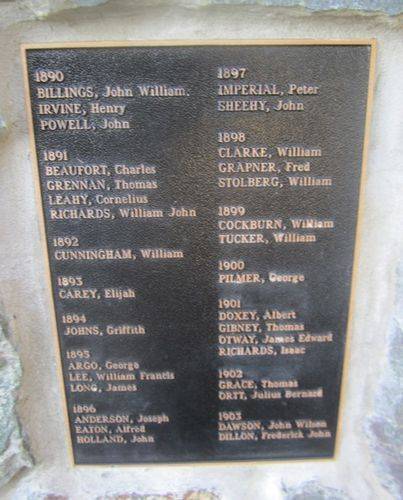 1890
BILLINGS, John William.
IRVINE, Henry
POWELL, John
1891
BEAUFORT, Charles
GRENNAN, Thomas
LEAHY, Cornelius
RICHARDS, William John
1892
CUNNINGHAM, William
1893
CAREY, Elijah
1894
JOHNS, Griffith
1895
ARGO, George
LEE, William Francis
LONG, James
1896
ANDERSON, Joseph
EATON, Alfred
HOLLAND, John
1897
IMPERIAL, Peter
SHEEHY, John
1898
CLARKE, William
GRAPNER, Fred
STOLBERG, William
1899
COCKBURN, William
TUCKER, William
1900
PILMER, George
1901
DOXEY, Albert
GIBNEY, Thomas
OTWAY, James Edward
RICHARDS, Isaac
1902
GRACE, Thomas
ORTT, Julius Bernard
1903
DAWSON, John Wilson
DILLON, Frederick John